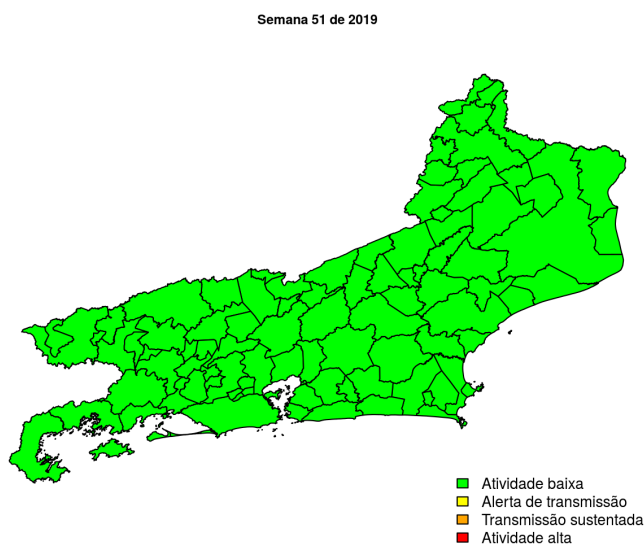 Semana 51 de 2019
Atividade baixa
Alerta de transmissão
Transmissão sustentada
Atividade alta